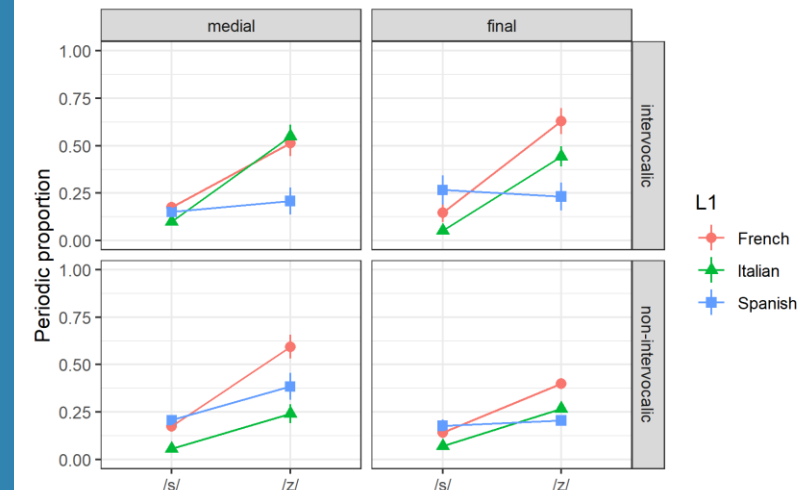 medial final
1.00
0.75
0.50
0.25
0.00
intervocalic
1.00
0.75
0.50
0.25
0.00
non-intervocalic
Periodic proportion
/s/ /z/ /s/ /z/
L1
French
Italian
Spanish